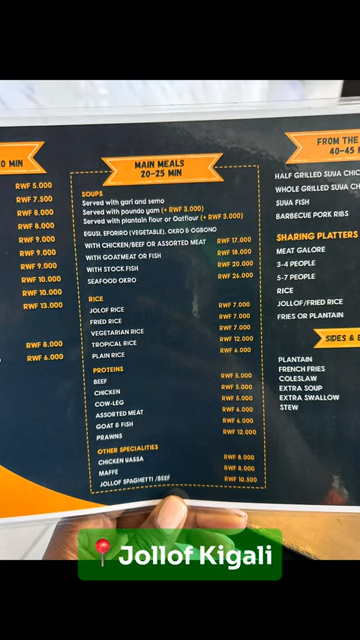 0 MIN
RWF 5.000
RWF 7.500
RWF 8.000
RWF 8.000
RWF 9.000
RWF 9.000
RWF 9.000
RWF 10.000
RWF 10.000
RWF 13.000
RWF 8.000
RWF 6.000
MAIN MEALS
20-25 MIN
SOUPS
Served with gari and semo
Served with poundo yam (+ RWF 3.000)
Served with plantain flour or Oatflour (+ RWF 3.000)
EGUSI, EFORIRO (VEGETABLE), OKRO & OGBONO
WITH CHICKEN/BEEF OR ASSORTED MEAT RWF 17.000
WITH GOATMEAT OR FISH RWF 18.000
WITH STOCK FISH RWF 20.000
SEAFOOD OKRO RWF 26.000
RICE
JOLOF RICE RWF 7.000
FRIED RICE RWF 7.000
VEGETARIAN RICE RWF 7.000
TROPICAL RICE RWF 12.000
PLAIN RICE RWF 6.000
PROTEINS
BEEF RWF 5.000
CHICKEN RWF 5.000
COW-LEG RWF 5.000
ASSORTED MEAT RWF 6.000
GOAT & FISH RWF 6.000
PRAWNS RWF 12.000
OTHER SPECIALITIES
CHICKEN YASSA RWF 8.000
MAFFE RWF 8.000
JOLLOF SPAGHETTI /BEEF RWF 10.500
FROM THE
40-45
HALF GRILLED SUYA CHIC
WHOLE GRILLED SUYA CH
SUYA FISH
BARBECUE PORK RIBS
SHARING PLATTERS
MEAT GALORE
3-4 PEOPLE
5-7 PEOPLE
RICE
JOLLOF/FRIED RICE
FRIES OR PLANTAIN
SIDES &
PLANTAIN
FRENCH FRIES
COLESLAW
EXTRA SOUP
EXTRA SWALLOW
STEW
Jollof Kigali